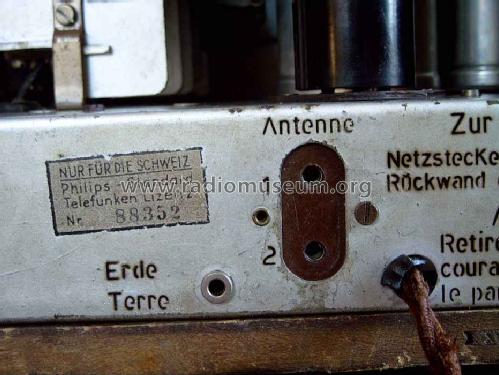 Antenne
Zur
NUR FÜR DIE SCHWEIZ
Philips
Telefunken Lizenz
Nr 88352
www.radiomuseum.org
1
2
Netzstecke
Rückwand
Erde
Terre
Retire
coura
le pa